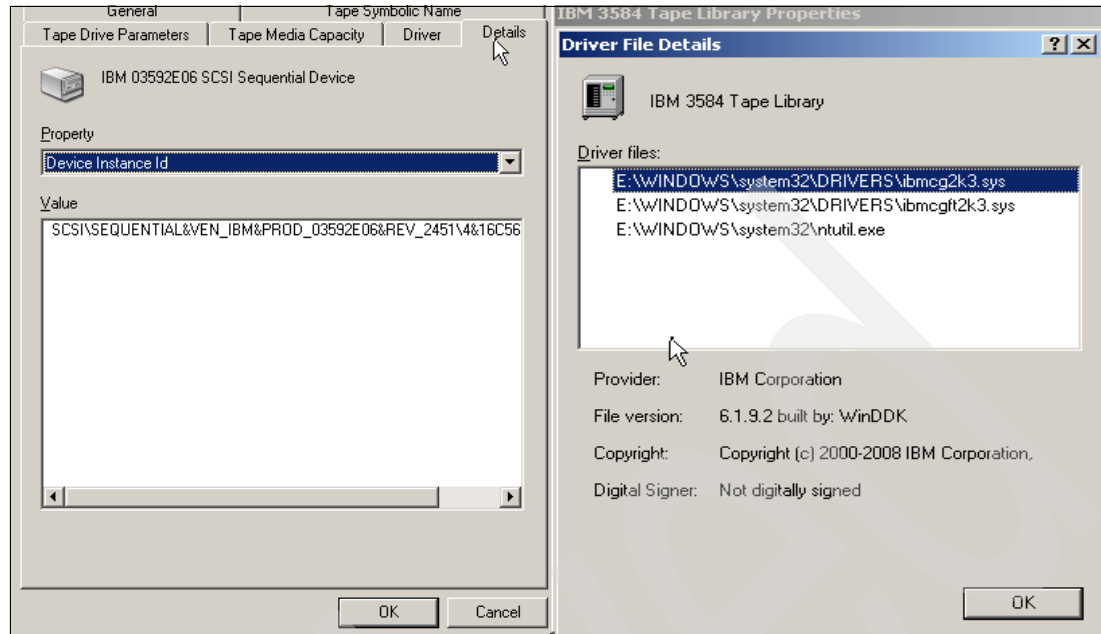 General
Tape Symbolic Name
Tape Drive Parameters
Tape Media Capacity
Driver
Details
IBM 03592E06 SCSI Sequential Device
Property
Device Instance Id
Value
SCSI\SEQUENTIAL&VEN_IBM&PROD_03592E06&REV_2451\4&16C56
OK
Cancel
IBM 3584 Tape Library Properties
Driver File Details
IBM 3584 Tape Library
Driver files:
E:\WINDOWS\system32\DRIVERS\ibmcg2k3.sys
E:\WINDOWS\system32\DRIVERS\ibmcgft2k3.sys
E:\WINDOWS\system32\ntutil.exe
Provider: IBM Corporation
File version: 6.1.9.2 built by: WinDDK
Copyright: Copyright (c) 2000-2008 IBM Corporation,
Digital Signer: Not digitally signed
OK